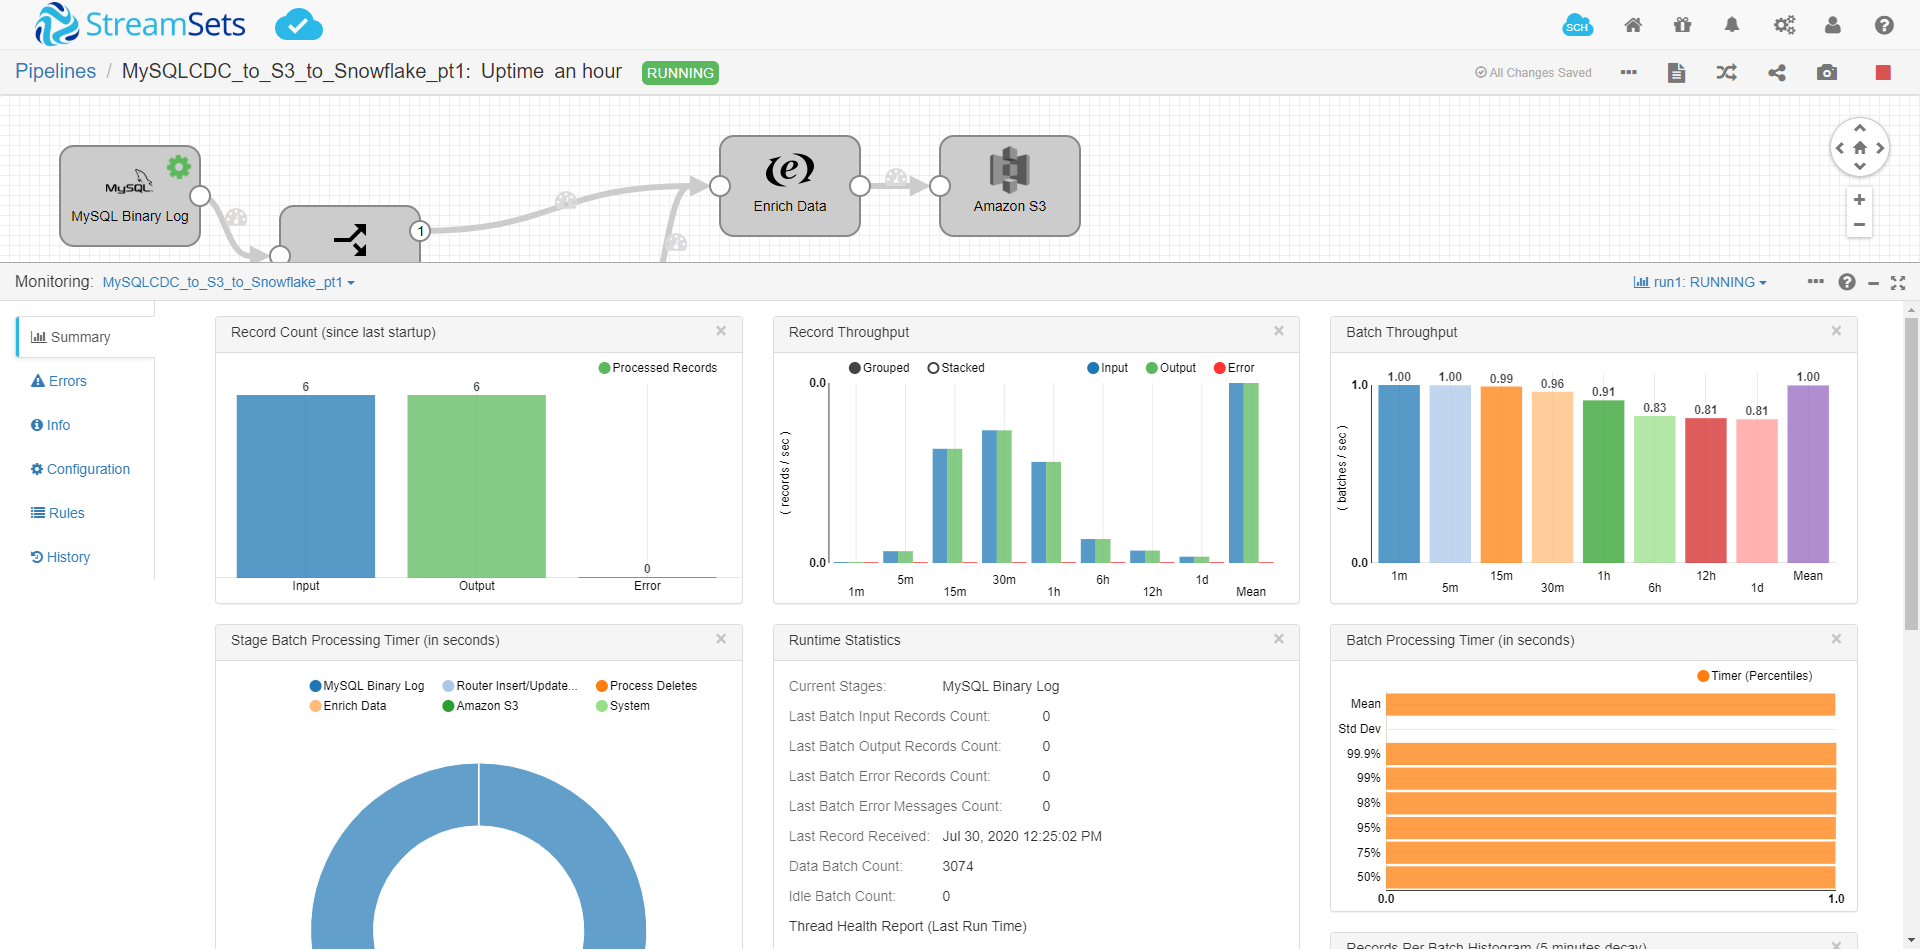 StreamSets
SCH
Pipelines / MySQLCDC_to_S3_to_Snowflake_pt1: Uptime an hour RUNNING
All Changes Saved
MySQL
MySQL Binary Log
1
Enrich Data
Amazon S3
Monitoring: MySQLCDC_to_S3_to_Snowflake_pt1
run1: RUNNING
Summary
Errors
Info
Configuration
Rules
History
Record Count (since last startup)
Processed Records
6
6
0
Input Output Error
Record Throughput
Grouped Stacked Input Output Error
0.0
( records / sec )
0.0
1m 5m 15m 30m 1h 6h 12h 1d Mean
Batch Throughput
1.0
( batches / sec )
0.0
1.00 1.00 0.99 0.96 0.91 0.83 0.81 0.81 1.00
1m 5m 15m 30m 1h 6h 12h 1d Mean
Stage Batch Processing Timer (in seconds)
MySQL Binary Log Router Insert/Update... Process Deletes
Enrich Data Amazon S3 System
Runtime Statistics
Current Stages: MySQL Binary Log
Last Batch Input Records Count: 0
Last Batch Output Records Count: 0
Last Batch Error Records Count: 0
Last Batch Error Messages Count: 0
Last Record Received: Jul 30, 2020 12:25:02 PM
Data Batch Count: 3074
Idle Batch Count: 0
Thread Health Report (Last Run Time)
Batch Processing Timer (in seconds)
Timer (Percentiles)
Mean
Std Dev
99.9%
99%
98%
95%
75%
50%
0.0 1.0
Records Per Batch Histogram (5 minutes decay)